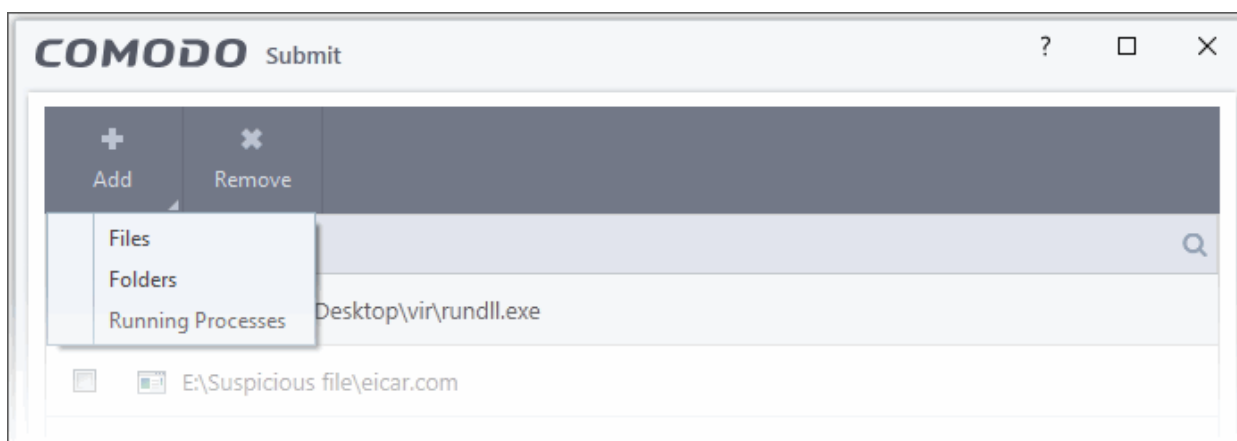 COMODO Submit ?
Add Remove
Files
Folders
Running Processes
Desktop\vir\rundll.exe
E:\Suspicious file\eicar.com